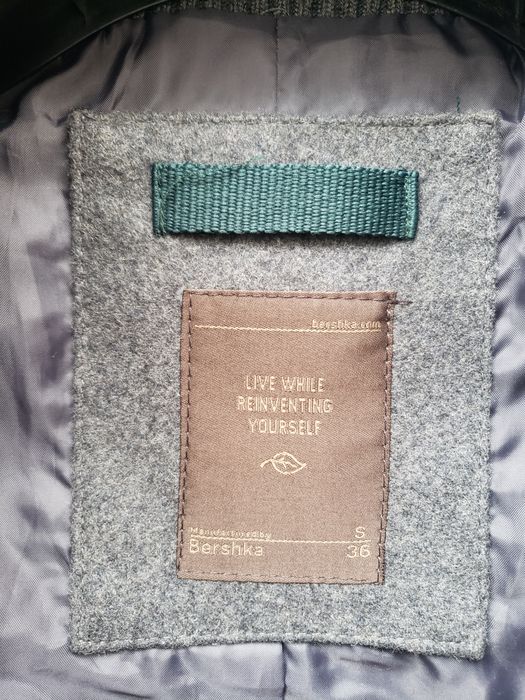 bershka.com
LIVE WHILE
REINVENTING
YOURSELF
Manufactured by
Bershka
S
36